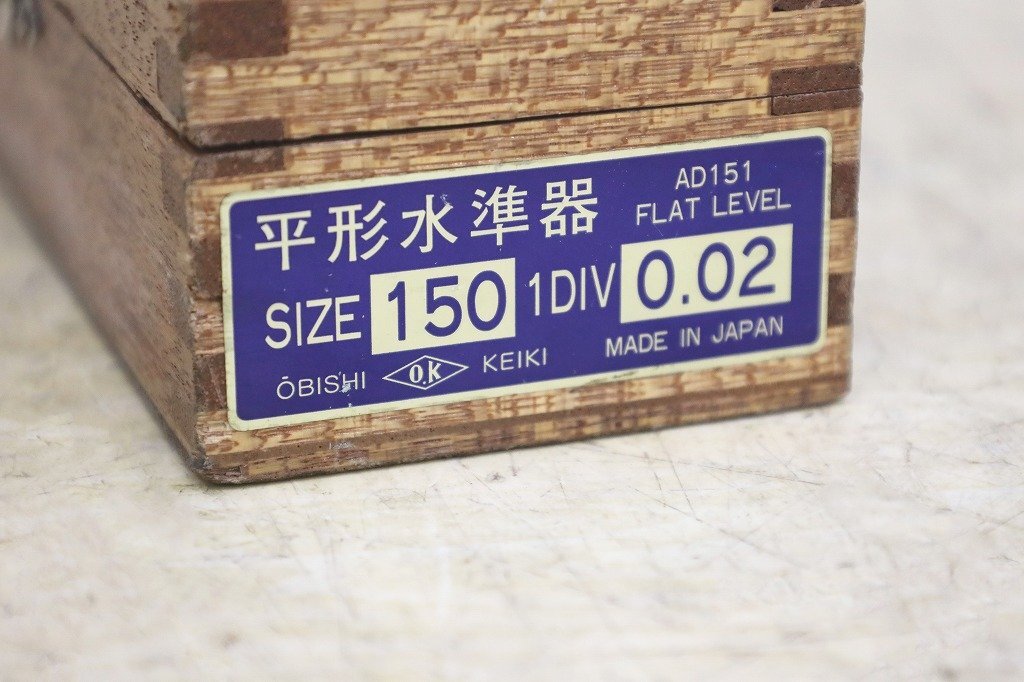 平形水準器
AD151
FLAT LEVEL
SIZE 150 1DIV 0.02
ŌBISHI O.K KEIKI
MADE IN JAPAN